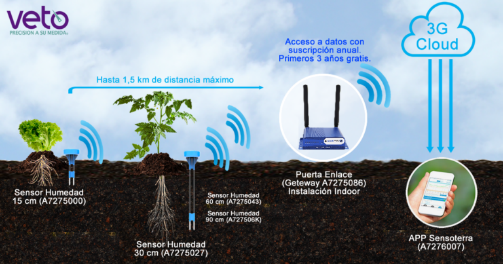 veto
PRECISION A SU MEDIDA
Acceso a datos con
suscripción anual.
Primeros 3 años gratis.
3G
Cloud
Hasta 1,5 km de distancia máximo
Sensor Humedad
15 cm (A7275000)
Sensor Humedad
60 cm (A7275043)
Sensor Humedad
90 cm (A727506K)
Sensor Humedad
30 cm (A7275027)
Puerta Enlace
(Geteway A7275086)
Instalación Indoor
APP Sensoterra
(A7276007)